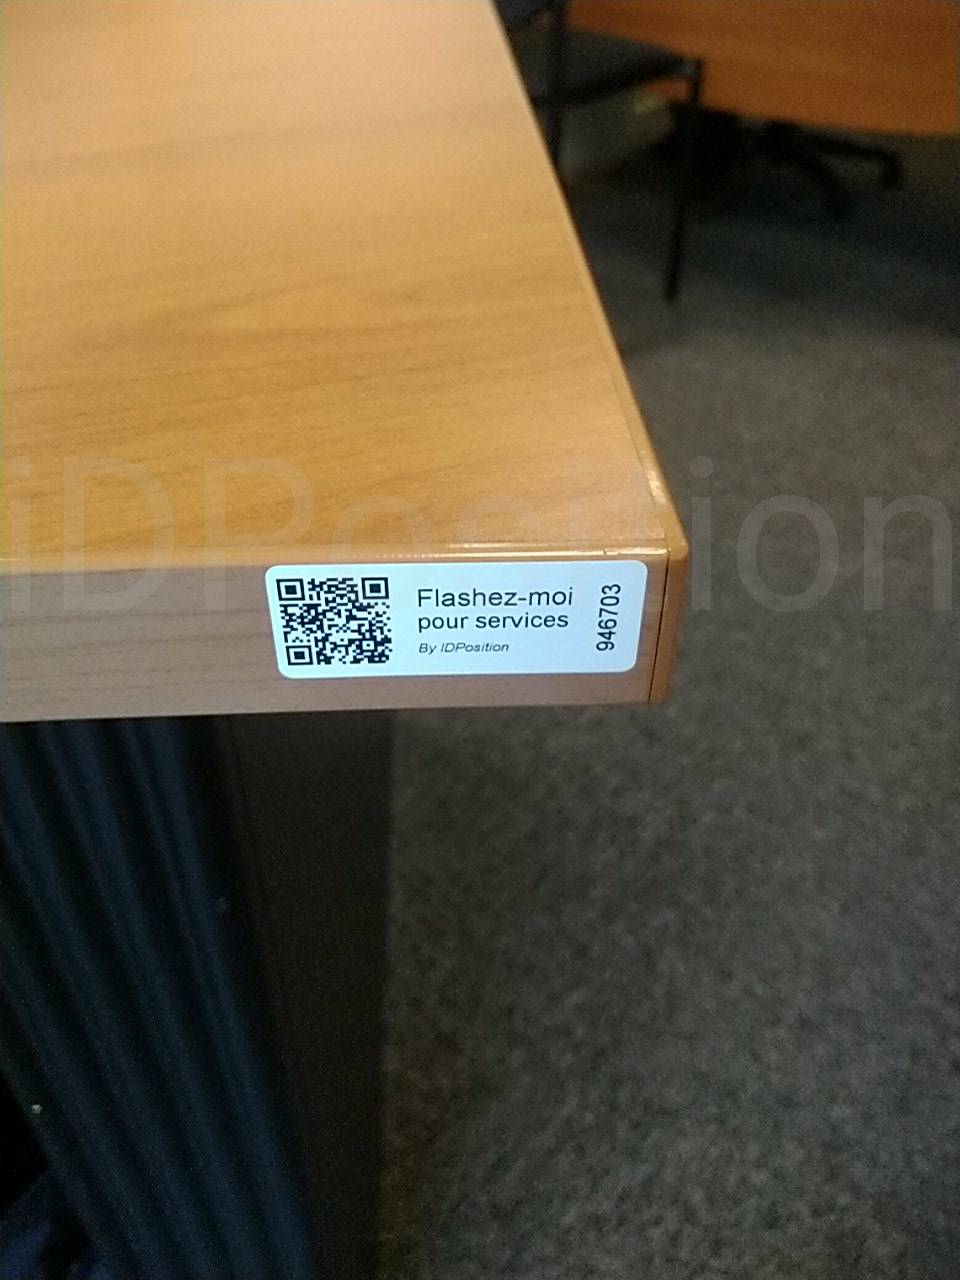 iDPosition
Flashez-moi
pour services
By IDPosition
946703